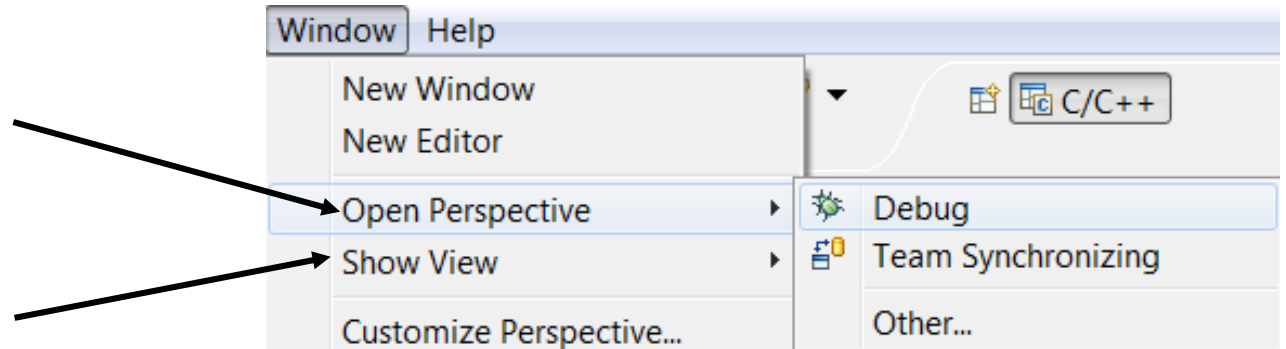 Window Help
New Window
C/C++
New Editor
Open Perspective
Debug
Show View
Team Synchronizing
Customize Perspective...
Other...